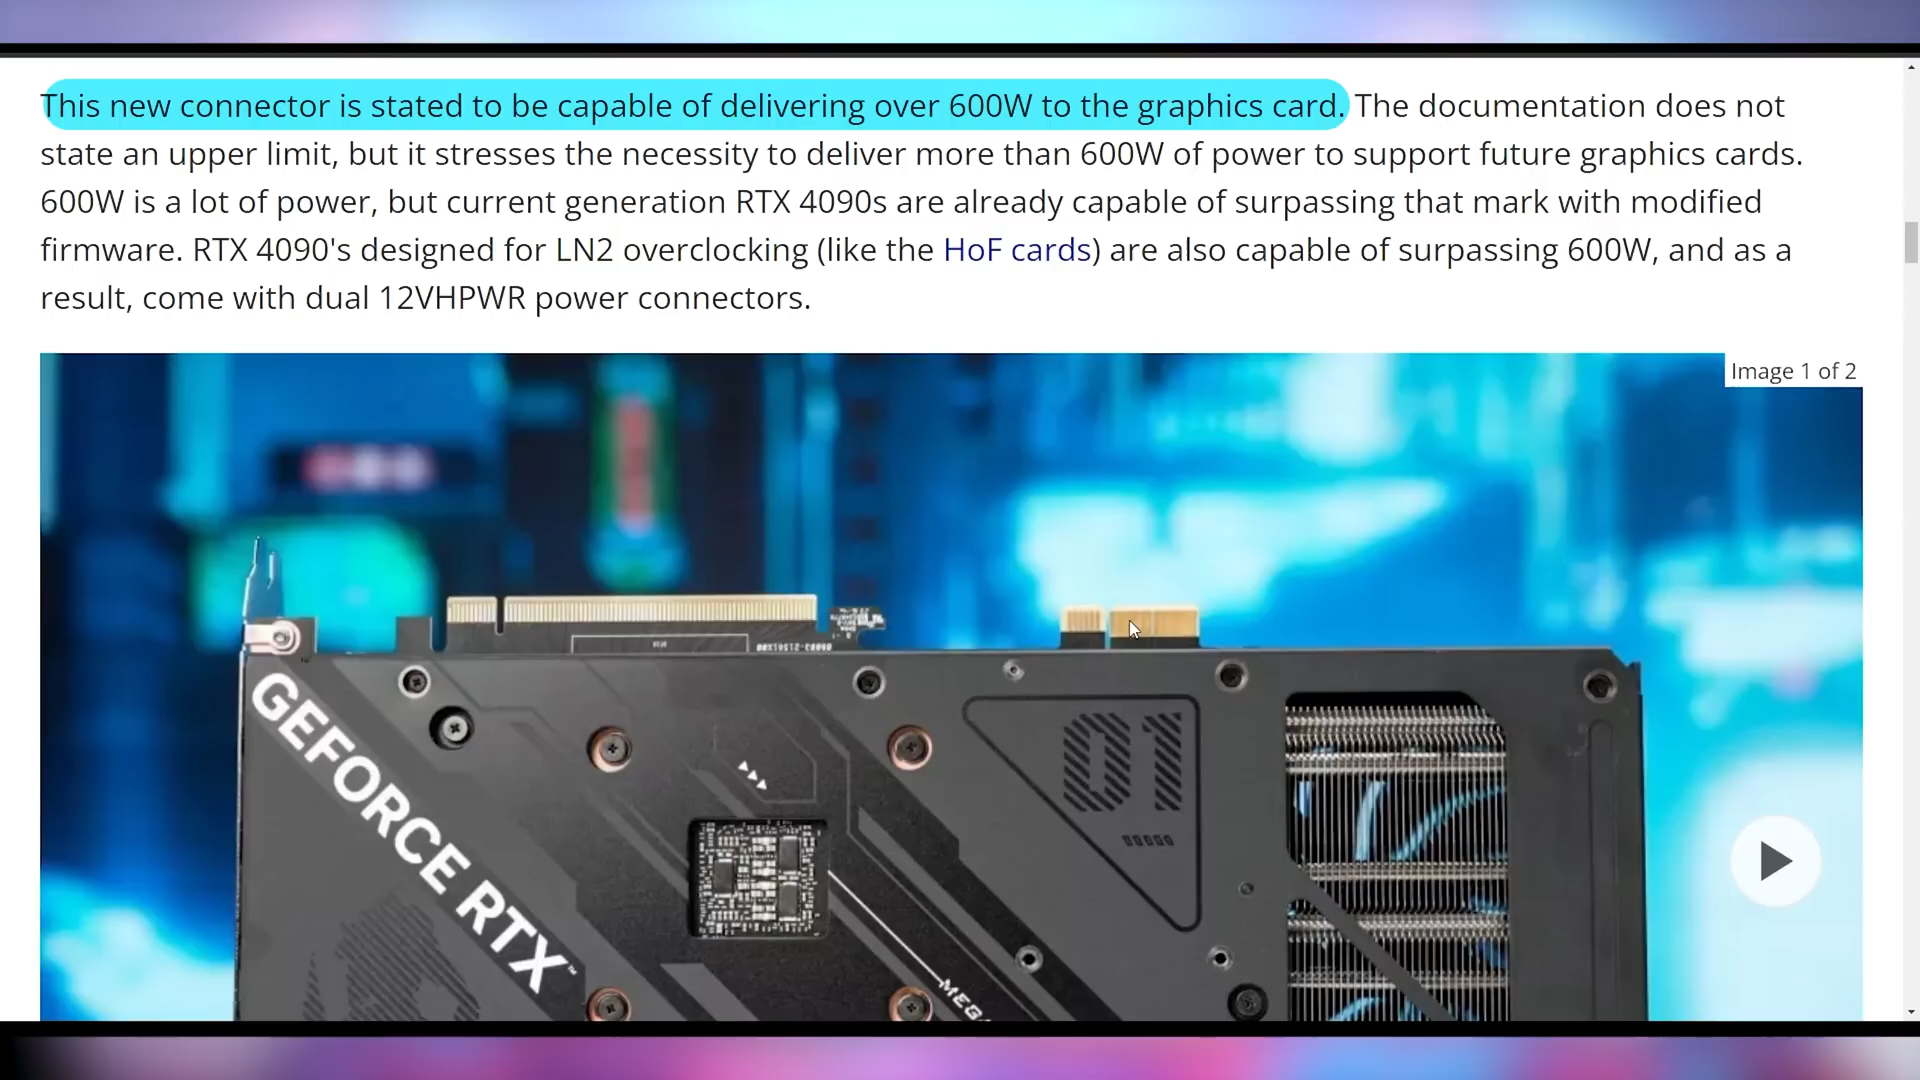 This new connector is stated to be capable of delivering over 600W to the graphics card. The documentation does not
state an upper limit, but it stresses the necessity to deliver more than 600W of power to support future graphics cards.
600W is a lot of power, but current generation RTX 4090s are already capable of surpassing that mark with modified
firmware. RTX 4090's designed for LN2 overclocking (like the HoF cards) are also capable of surpassing 600W, and as a
result, come with dual 12VHPWR power connectors.
Image 1 of 2
GEFORCE RTX™
01